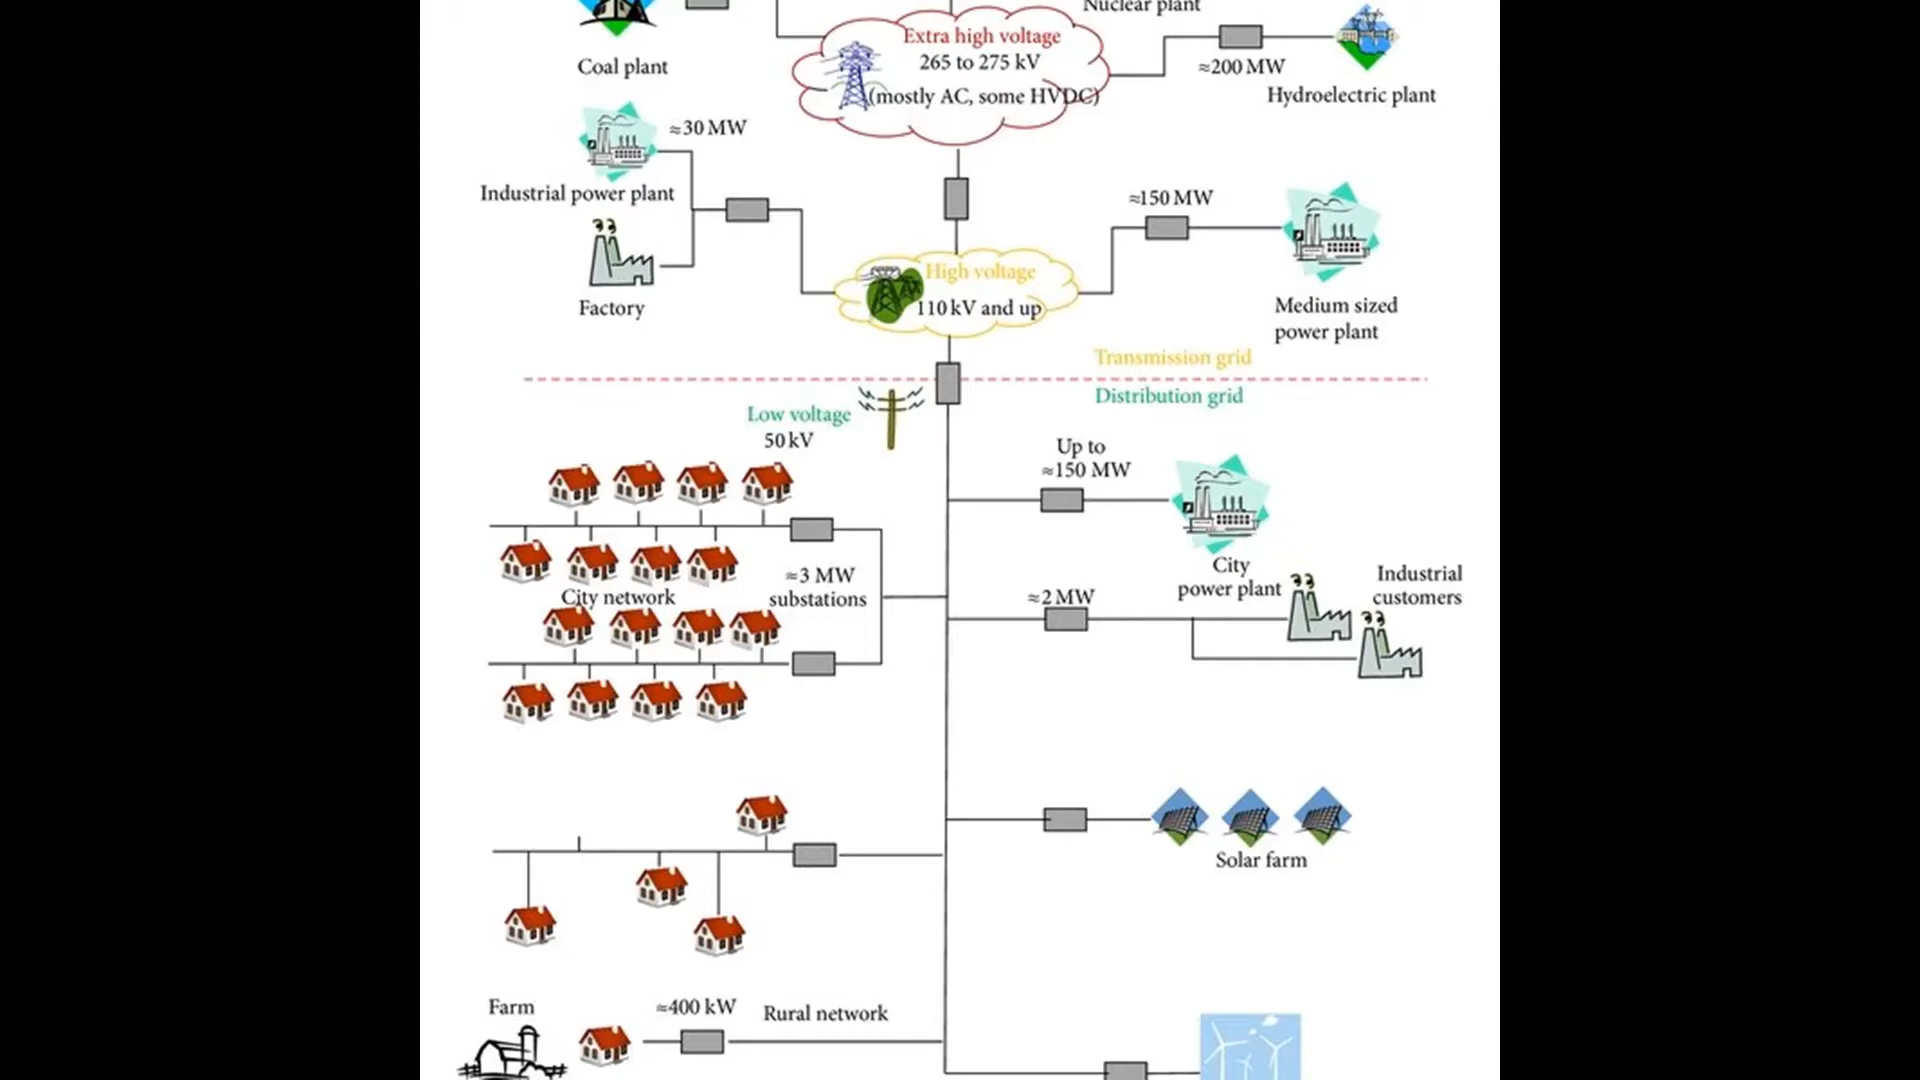 Nuclear plant
Extra high voltage
265 to 275 kV
(mostly AC, some HVDC)
Coal plant
≈200 MW
Hydroelectric plant
≈30 MW
Industrial power plant
Factory
≈150 MW
High voltage
110 kV and up
Medium sized
power plant
Transmission grid
Distribution grid
Low voltage
50 kV
Up to
≈150 MW
City
power plant
Industrial
customers
≈3 MW
substations
City network
≈2 MW
Solar farm
Farm
≈400 kW
Rural network